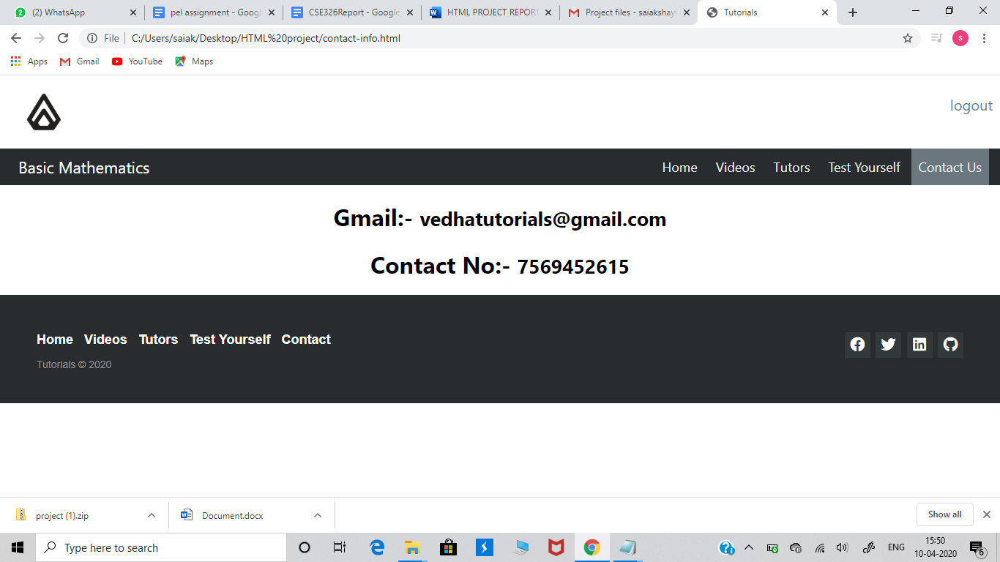 (2) WhatsApp
pel assignment - Googl
CSE326Report - Google
HTML PROJECT REPORT
Project files - saiakshay
Tutorials
File
C:/Users/saiak/Desktop/HTML%20project/contact-info.html
s
Apps
Gmail
YouTube
Maps
logout
Basic Mathematics
Home
Videos
Tutors
Test Yourself
Contact Us
Gmail:- vedhatutorials@gmail.com
Contact No:- 7569452615
Home Videos Tutors Test Yourself Contact
Tutorials © 2020
project (1).zip
Document.docx
Show all
Type here to search
ENG
15:50
10-04-2020
6